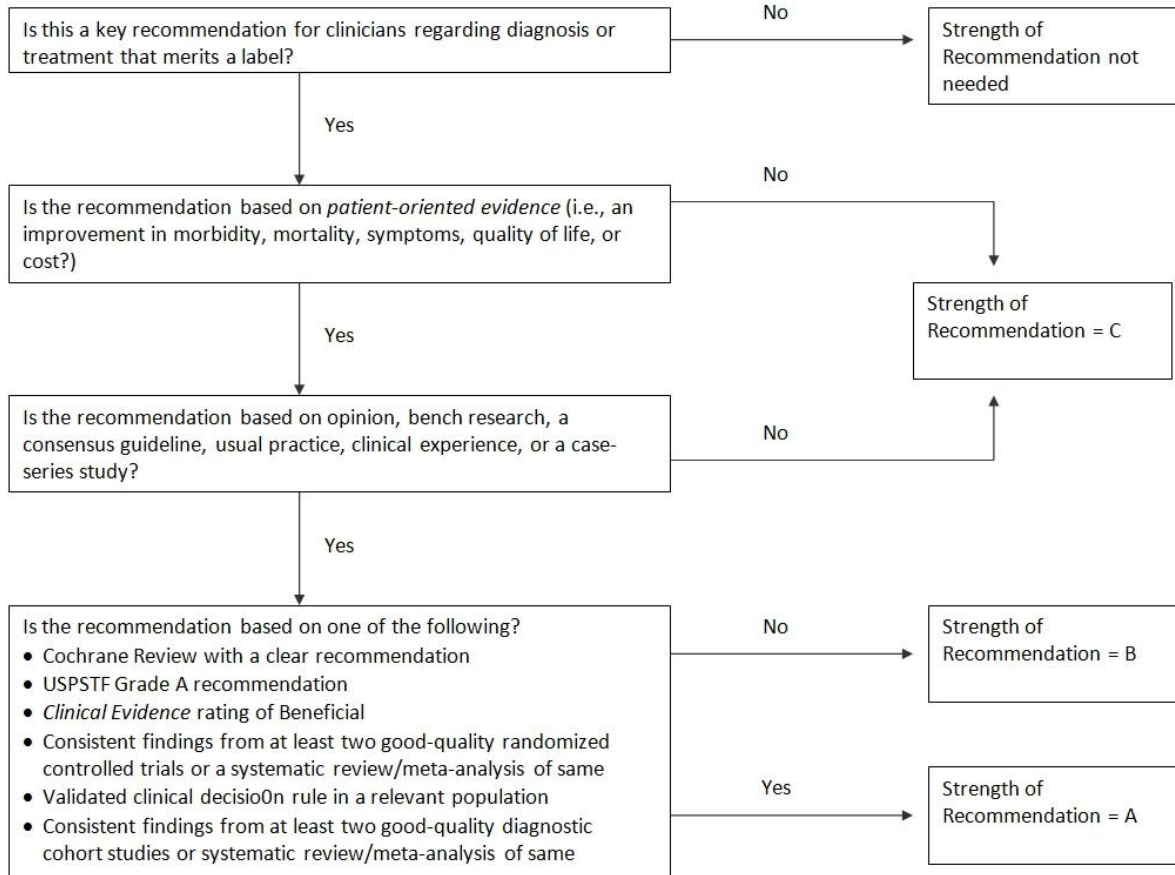 Is this a key recommendation for clinicians regarding diagnosis or
treatment that merits a label?
No
Strength of
Recommendation not
needed
Yes
Is the recommendation based on patient-oriented evidence (i.e., an
improvement in morbidity, mortality, symptoms, quality of life, or
cost?)
No
Strength of
Recommendation = C
Yes
Is the recommendation based on opinion, bench research, a
consensus guideline, usual practice, clinical experience, or a case-
series study?
No
Yes
Is the recommendation based on one of the following?
• Cochrane Review with a clear recommendation
• USPSTF Grade A recommendation
• Clinical Evidence rating of Beneficial
• Consistent findings from at least two good-quality randomized
controlled trials or a systematic review/meta-analysis of same
• Validated clinical decisio0n rule in a relevant population
• Consistent findings from at least two good-quality diagnostic
cohort studies or systematic review/meta-analysis of same
No
Strength of
Recommendation = B
Yes
Strength of
Recommendation = A